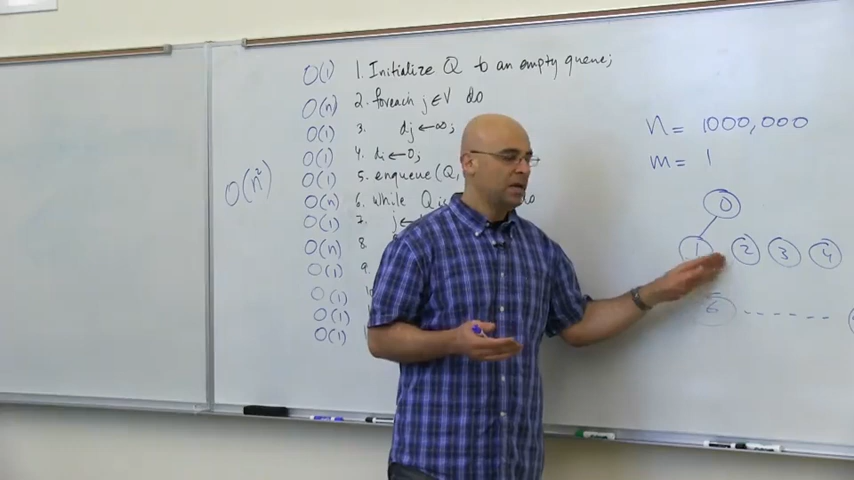 O(1) 1. Initialize Q to an empty queue;
O(n) 2. foreach j ∈ V do
O(1) 3. dj ← ∞;
O(1) 4. di ← 0;
O(1) 5. enqueue(Q,
O(n) 6. while Q is do
O(1) 7. j ←
O(n) 8
O(1) 9.
O(1)
O(1)
O(1)
O(n²)
n = 1000,000
m = 1
0
1 2 3 4
6 - - - - - - -